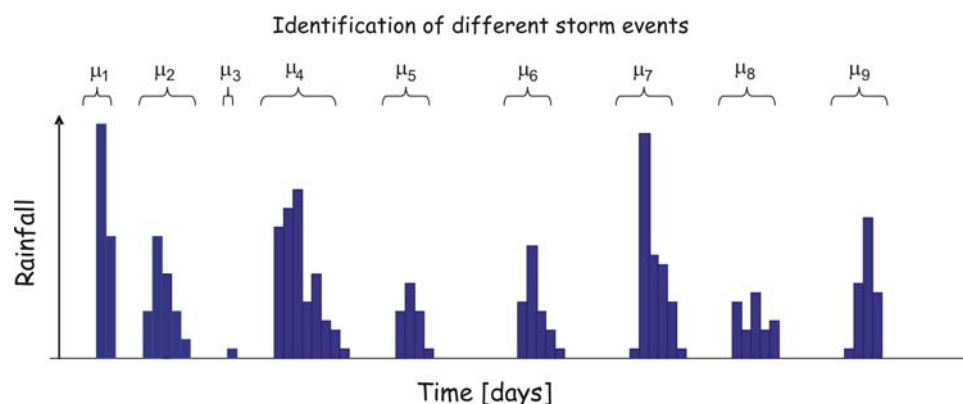 Identification of different storm events
μ1 μ2 μ3 μ4 μ5 μ6 μ7 μ8 μ9
Rainfall
Time [days]